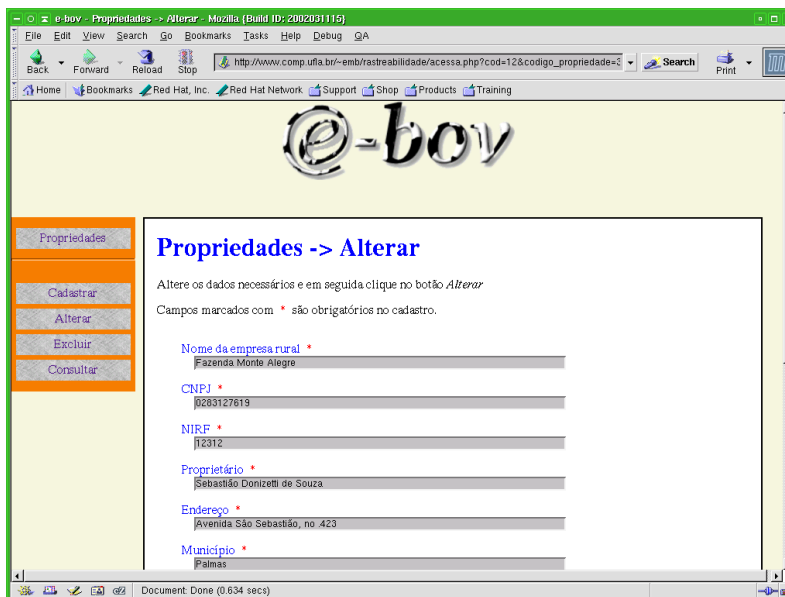 e-bov - Propriedades -> Alterar - Mozilla {Build ID: 2002031115}
File Edit View Search Go Bookmarks Tasks Help Debug QA
Back Forward Reload Stop http://www.comp.ufla.br/~emb/rastreabilidade/acessa.php?cod=12&codigo_propriedade=3 Search Print
Home Bookmarks Red Hat, Inc. Red Hat Network Support Shop Products Training
e-bov
Propriedades
Cadastrar
Alterar
Excluir
Consultar
Propriedades -> Alterar
Altere os dados necessários e em seguida clique no botão Alterar
Campos marcados com * são obrigatórios no cadastro.
Nome da empresa rural *
Fazenda Monte Alegre
CNPJ *
0283127619
NIRF *
12312
Proprietário *
Sebastião Donizetti de Souza
Endereço *
Avenida São Sebastião, no .423
Município *
Palmas
Document: Done (0.634 secs)